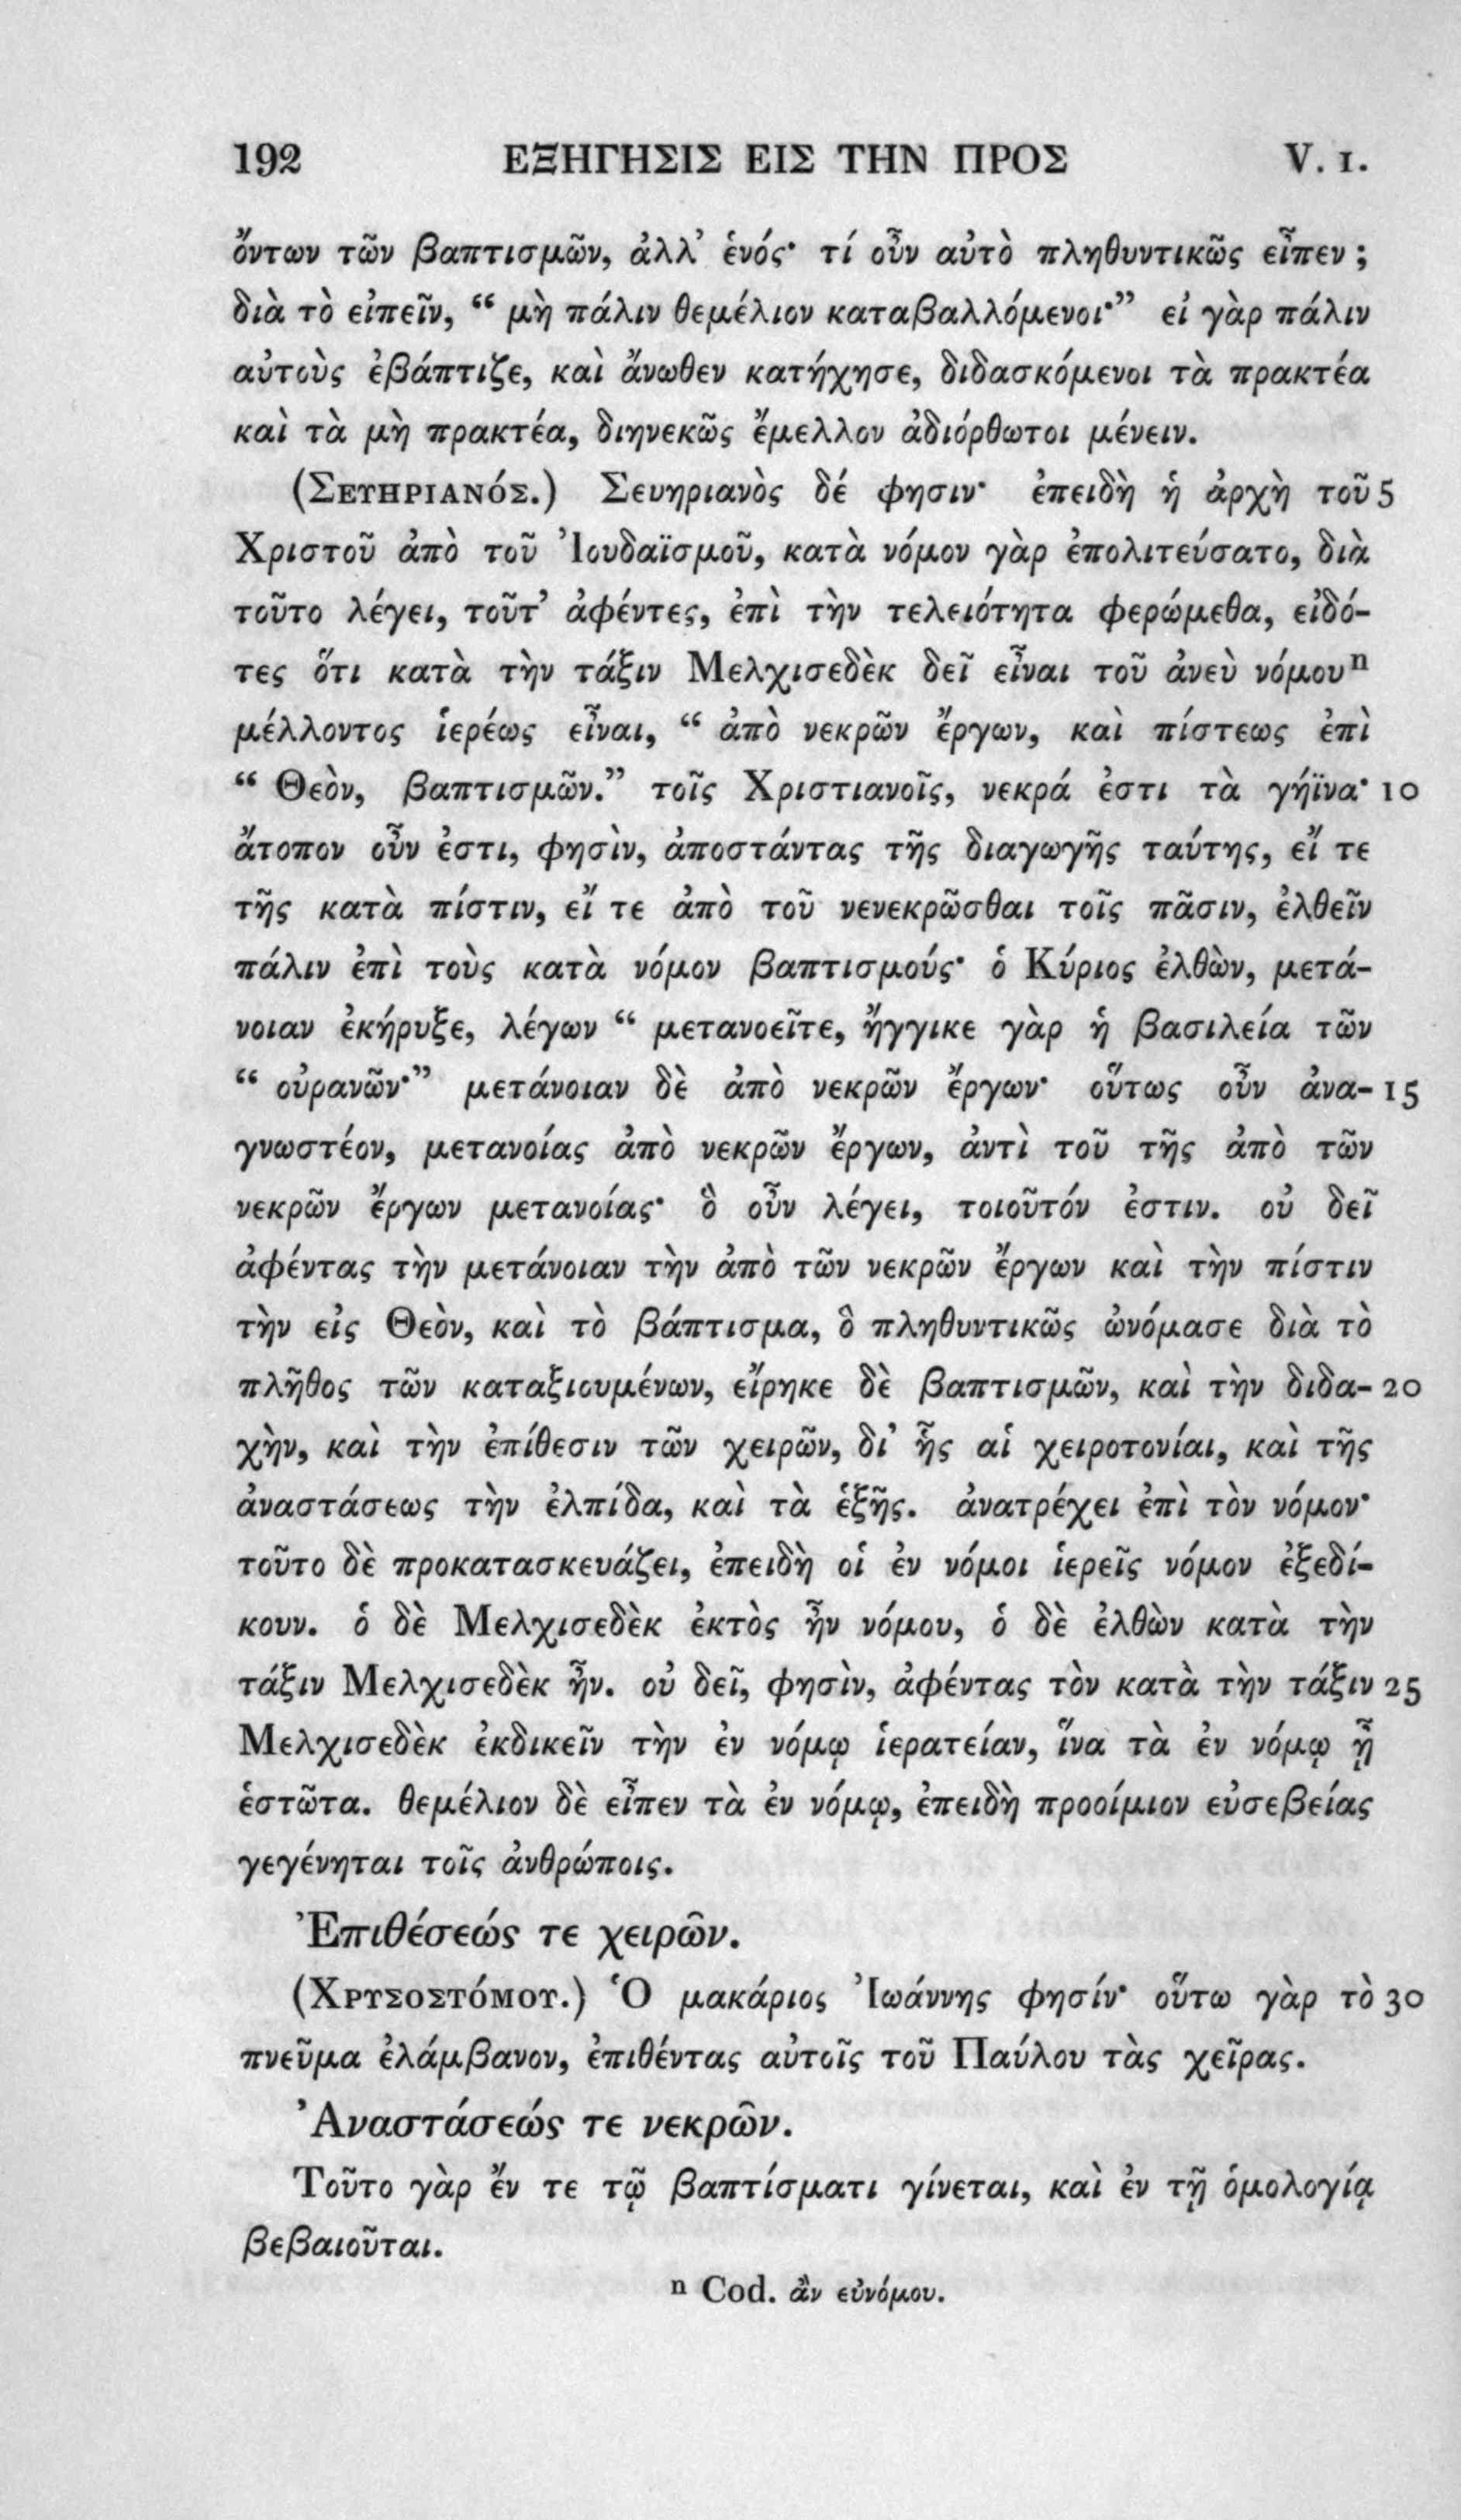 192 ΕΞΗΓΗΣΙΣ ΕΙΣ ΤΗΝ ΠΡΟΣ V. 1.
ὄντων τῶν βαπτισμῶν, ἀλλ’ ἑνός· τί οὖν αὐτὸ πληθυντικῶς εἶπεν ;
διὰ τὸ εἰπεῖν, “ μὴ πάλιν θεμέλιον καταβαλλόμενοι·” εἰ γὰρ πάλιν
αὐτοὺς ἐβάπτιζε, καὶ ἄνωθεν κατήχησε, διδασκόμενοι τὰ πρακτέα
καὶ τὰ μὴ πρακτέα, διηνεκῶς ἔμελλον ἀδιόρθωτοι μένειν.
(ΣΕΥΗΡΙΑΝΌΣ.) Σευηριανὸς δέ φησιν· ἐπειδὴ ἡ ἀρχὴ τοῦ 5
Χριστοῦ ἀπὸ τοῦ Ἰουδαϊσμοῦ, κατὰ νόμον γὰρ ἐπολιτεύσατο, διὰ
τοῦτο λέγει, τοῦτ’ ἀφέντες, ἐπὶ τὴν τελειότητα φερώμεθα, εἰδό-
τες ὅτι κατὰ τὴν τάξιν Μελχισεδὲκ δεῖ εἶναι τοῦ ἀνεὺ νόμου n
μέλλοντος ἱερέως εἶναι, “ ἀπὸ νεκρῶν ἔργων, καὶ πίστεως ἐπὶ
“ Θεὸν, βαπτισμῶν.” τοῖς Χριστιανοῖς, νεκρά ἐστι τὰ γήϊνα· 10
ἄτοπον οὖν ἐστι, φησὶν, ἀποστάντας τῆς διαγωγῆς ταύτης, εἴ τε
τῆς κατὰ πίστιν, εἴ τε ἀπὸ τοῦ νενεκρῶσθαι τοῖς πᾶσιν, ἐλθεῖν
πάλιν ἐπὶ τοὺς κατὰ νόμον βαπτισμούς· ὁ Κύριος ἐλθὼν, μετά-
νοιαν ἐκήρυξε, λέγων “ μετανοεῖτε, ἤγγικε γὰρ ἡ βασιλεία τῶν
“ οὐρανῶν·” μετάνοιαν δὲ ἀπὸ νεκρῶν ἔργων· οὕτως οὖν ἀνα- 15
γνωστέον, μετανοίας ἀπὸ νεκρῶν ἔργων, ἀντὶ τοῦ τῆς ἀπὸ τῶν
νεκρῶν ἔργων μετανοίας· ὃ οὖν λέγει, τοιοῦτόν ἐστιν. οὐ δεῖ
ἀφέντας τὴν μετάνοιαν τὴν ἀπὸ τῶν νεκρῶν ἔργων καὶ τὴν πίστιν
τὴν εἰς Θεὸν, καὶ τὸ βάπτισμα, ὃ πληθυντικῶς ὠνόμασε διὰ τὸ
πλῆθος τῶν καταξιουμένων, εἴρηκε δὲ βαπτισμῶν, καὶ τὴν διδα- 20
χὴν, καὶ τὴν ἐπίθεσιν τῶν χειρῶν, δι’ ἧς αἱ χειροτονίαι, καὶ τῆς
ἀναστάσεως τὴν ἐλπίδα, καὶ τὰ ἑξῆς. ἀνατρέχει ἐπὶ τὸν νόμον·
τοῦτο δὲ προκατασκευάζει, ἐπειδὴ οἱ ἐν νόμοι ἱερεῖς νόμον ἐξεδί-
κουν. ὁ δὲ Μελχισεδὲκ ἐκτὸς ἦν νόμου, ὁ δὲ ἐλθὼν κατὰ τὴν
τάξιν Μελχισεδὲκ ἦν. οὐ δεῖ, φησὶν, ἀφέντας τὸν κατὰ τὴν τάξιν 25
Μελχισεδὲκ ἐκδικεῖν τὴν ἐν νόμῳ ἱερατείαν, ἵνα τὰ ἐν νόμῳ ᾖ
ἑστῶτα. θεμέλιον δὲ εἶπεν τὰ ἐν νόμῳ, ἐπειδὴ προοίμιον εὐσεβείας
γεγένηται τοῖς ἀνθρώποις.
Ἐπιθέσεώς τε χειρῶν.
(ΧΡΥΣΟΣΤΌΜΟΥ.) Ὁ μακάριος Ἰωάννης φησίν· οὕτω γὰρ τὸ 30
πνεῦμα ἐλάμβανον, ἐπιθέντας αὐτοῖς τοῦ Παύλου τὰς χεῖρας.
Ἀναστάσεώς τε νεκρῶν.
Τοῦτο γὰρ ἔν τε τῷ βαπτίσματι γίνεται, καὶ ἐν τῇ ὁμολογίᾳ
βεβαιοῦται.
n Cod. ἂν εὐνόμου.